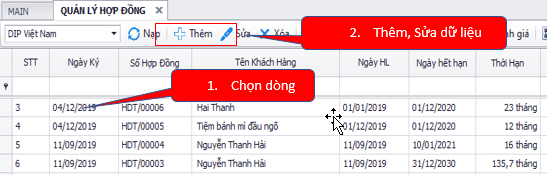 MAIN QUẢN LÝ HỢP ĐỒNG
DIP Việt Nam Nạp Thêm Sửa Xóa 2. Thêm, Sửa dữ liệu giá
STT Ngày Ký Số Hợp Đồng Tên Khách Hàng Ngày HL Ngày hết hạn Thời Hạn
1. Chọn dòng
3 04/12/2019 HDT/00006 Hai Thanh 01/01/2019 01/12/2020 23 tháng
4 04/12/2019 HDT/00005 Tiệm bánh mì đầu ngõ 01/12/2019 01/12/2020 12 tháng
5 11/09/2019 HDT/00004 Nguyễn Thanh Hải 11/09/2019 10/01/2021 16 tháng
6 11/09/2019 HDT/00003 Nguyễn Thanh Hải 11/09/2019 31/12/2030 135,7 tháng